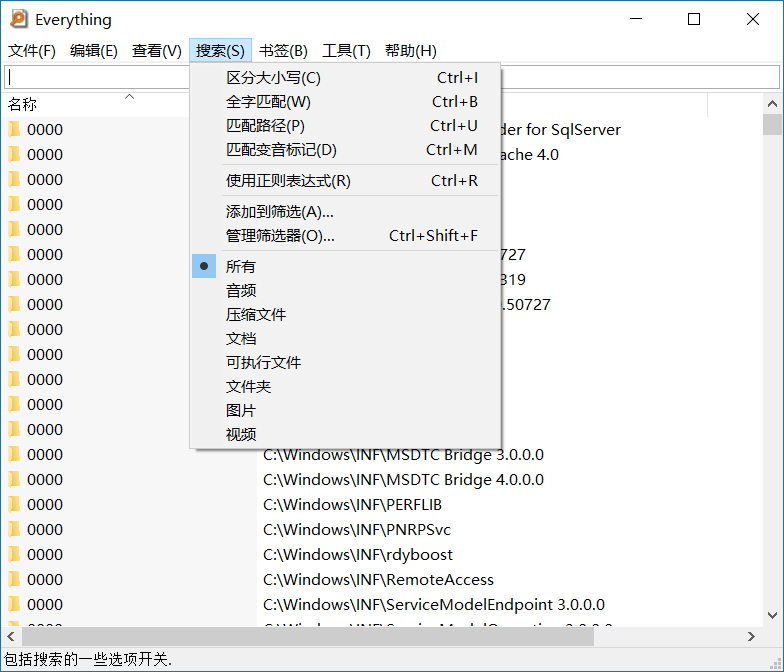 Everything
文件(F) 编辑(E) 查看(V) 搜索(S) 书签(B) 工具(T) 帮助(H)
区分大小写(C) Ctrl+I
全字匹配(W) Ctrl+B
匹配路径(P) Ctrl+U
匹配变音标记(D) Ctrl+M
使用正则表达式(R) Ctrl+R
添加到筛选(A)...
管理筛选器(O)... Ctrl+Shift+F
所有
音频
压缩文件
文档
可执行文件
文件夹
图片
视频
名称
0000 der for SqlServer
0000 ache 4.0
0000
0000
0000
0000 727
0000 319
0000 .50727
0000
0000
0000
0000
0000
0000 C:\Windows\INF\MSDTC Bridge 3.0.0.0
0000 C:\Windows\INF\MSDTC Bridge 4.0.0.0
0000 C:\Windows\INF\PERFLIB
0000 C:\Windows\INF\PNRPSvc
0000 C:\Windows\INF\rdyboost
0000 C:\Windows\INF\RemoteAccess
0000 C:\Windows\INF\ServiceModelEndpoint 3.0.0.0
包括搜索的一些选项开关.